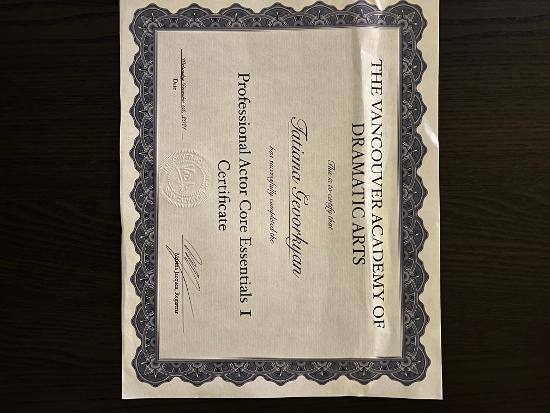 THE VANCOUVER ACADEMY OF
DRAMATIC ARTS
This is to certify that
Tatiana Gevorkyan
has successfully completed the
Professional Actor Core Essentials I
Certificate
Date
Registrar